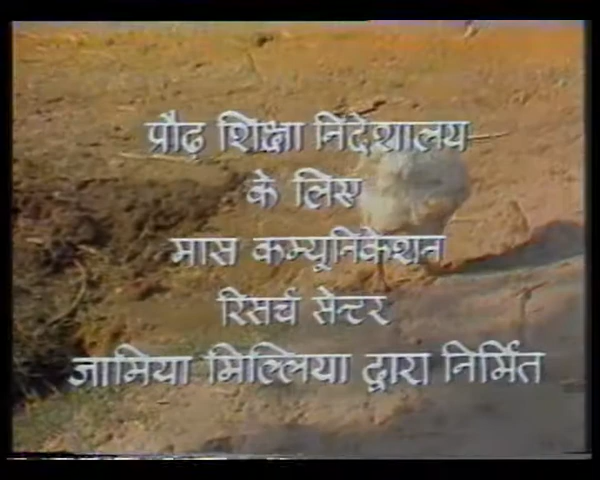 प्रौढ़ शिक्षा निदेशालय
के लिए
मास कम्यूनिकेशन
रिसर्च सेन्टर
जामिया मिल्लिया द्वारा निर्मित